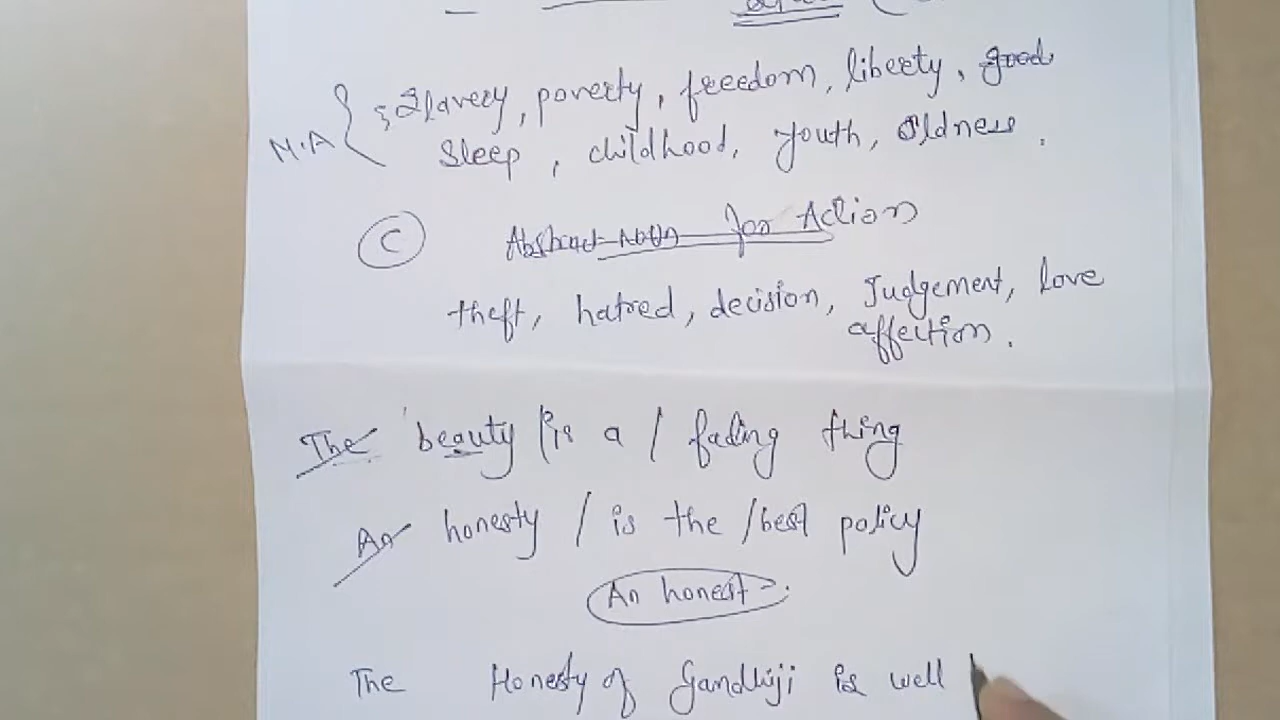 M.A { Slavery, poverty, freedom, liberty, good
Sleep, childhood, Youth, Oldness.
C Abstract noun for Action
theft, hatred, decision, Judgement, love
affection.
The beauty / is a / fading thing
An honesty / is the / best policy
An honest -.
The Honesty of Gandhiji is well